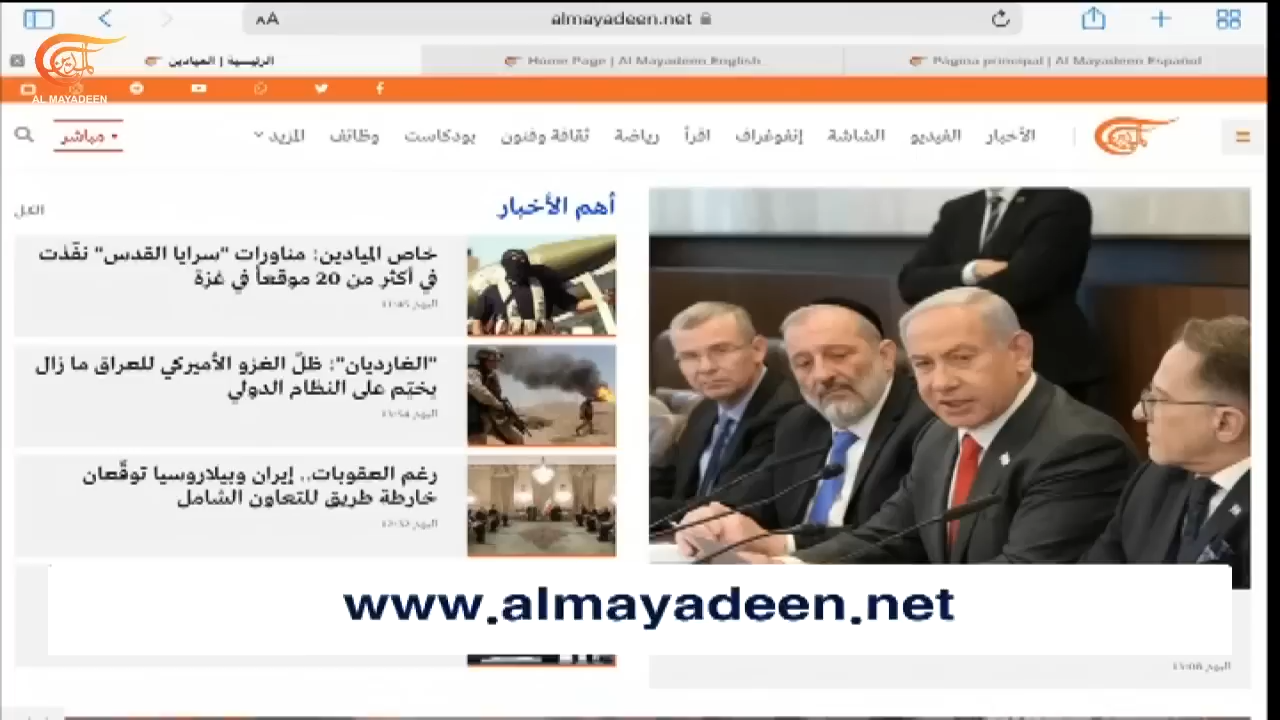 almayadeen.net
AA
الرئيسية | الميادين
Home Page | Al Mayadeen English
Página principal | Al Mayadeen Español
الميادين
AL MAYADEEN
الأخبار
الفيديو
الشاشة
إنفوغراف
اقرأ
رياضة
ثقافة وفنون
بودكاست
وظائف
المزيد
مباشر
أهم الأخبار
الكل
خاص الميادين: مناورات "سرايا القدس" نفّذت
في أكثر من 20 موقعاً في غزة
"الغارديان": ظلّ الغزو الأميركي للعراق ما زال
يخيّم على النظام الدولي
رغم العقوبات.. إيران وبيلاروسيا توقّعان
خارطة طريق للتعاون الشامل
www.almayadeen.net